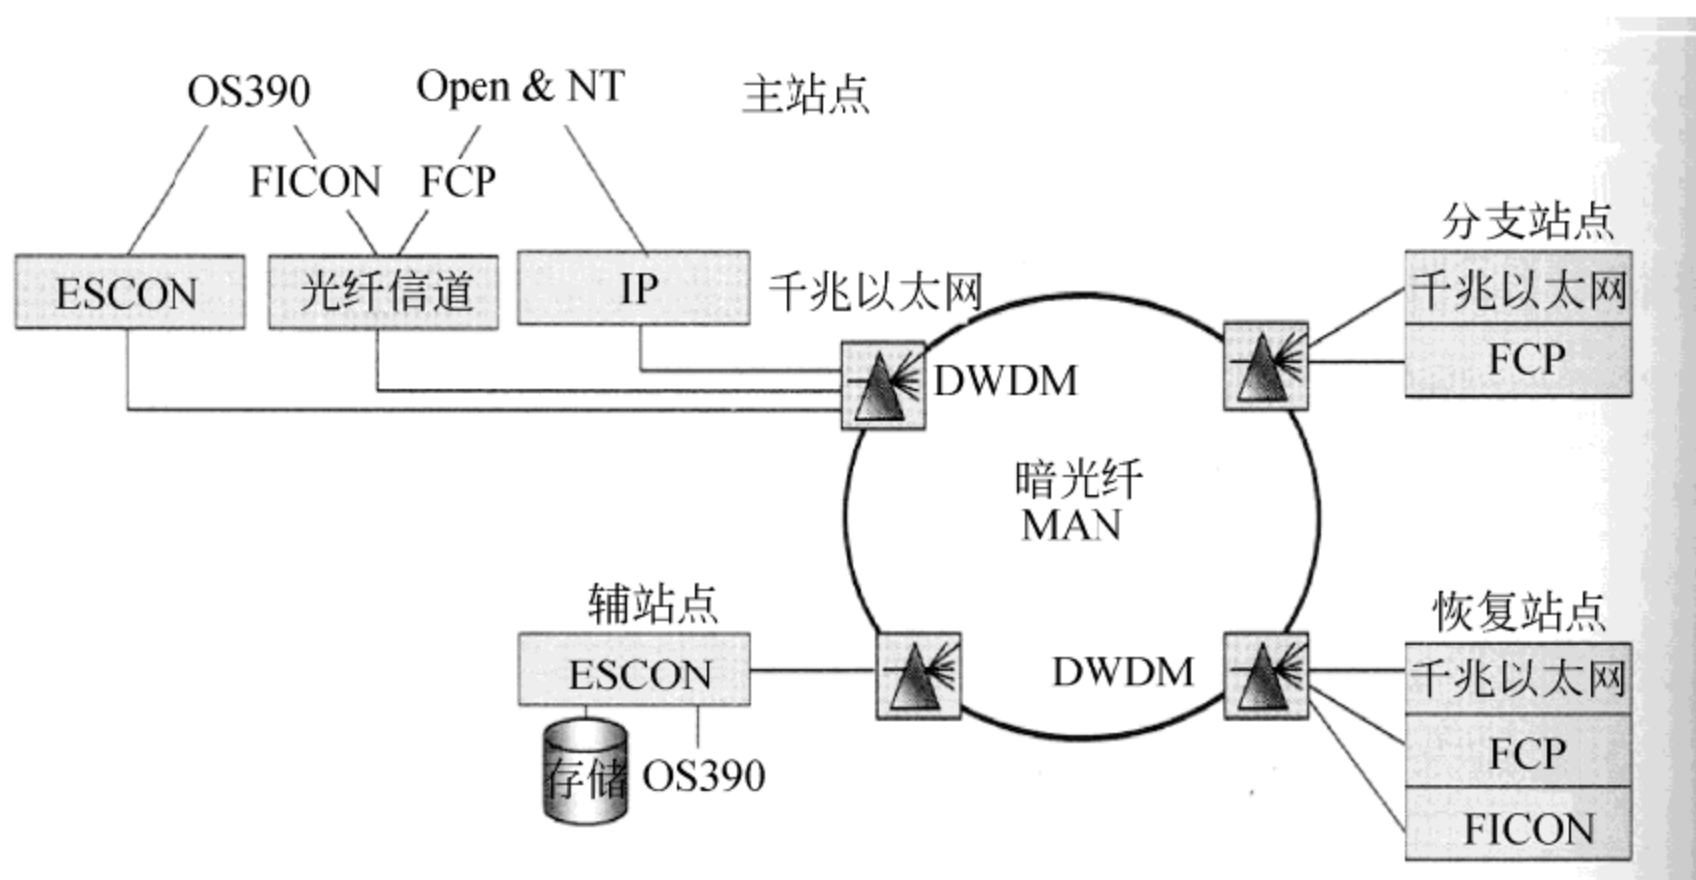 OS390
Open & NT
主站点
FICON
FCP
ESCON
光纤信道
IP
千兆以太网
DWDM
分支站点
千兆以太网
FCP
暗光纤
MAN
辅站点
ESCON
存储
OS390
DWDM
恢复站点
千兆以太网
FCP
FICON